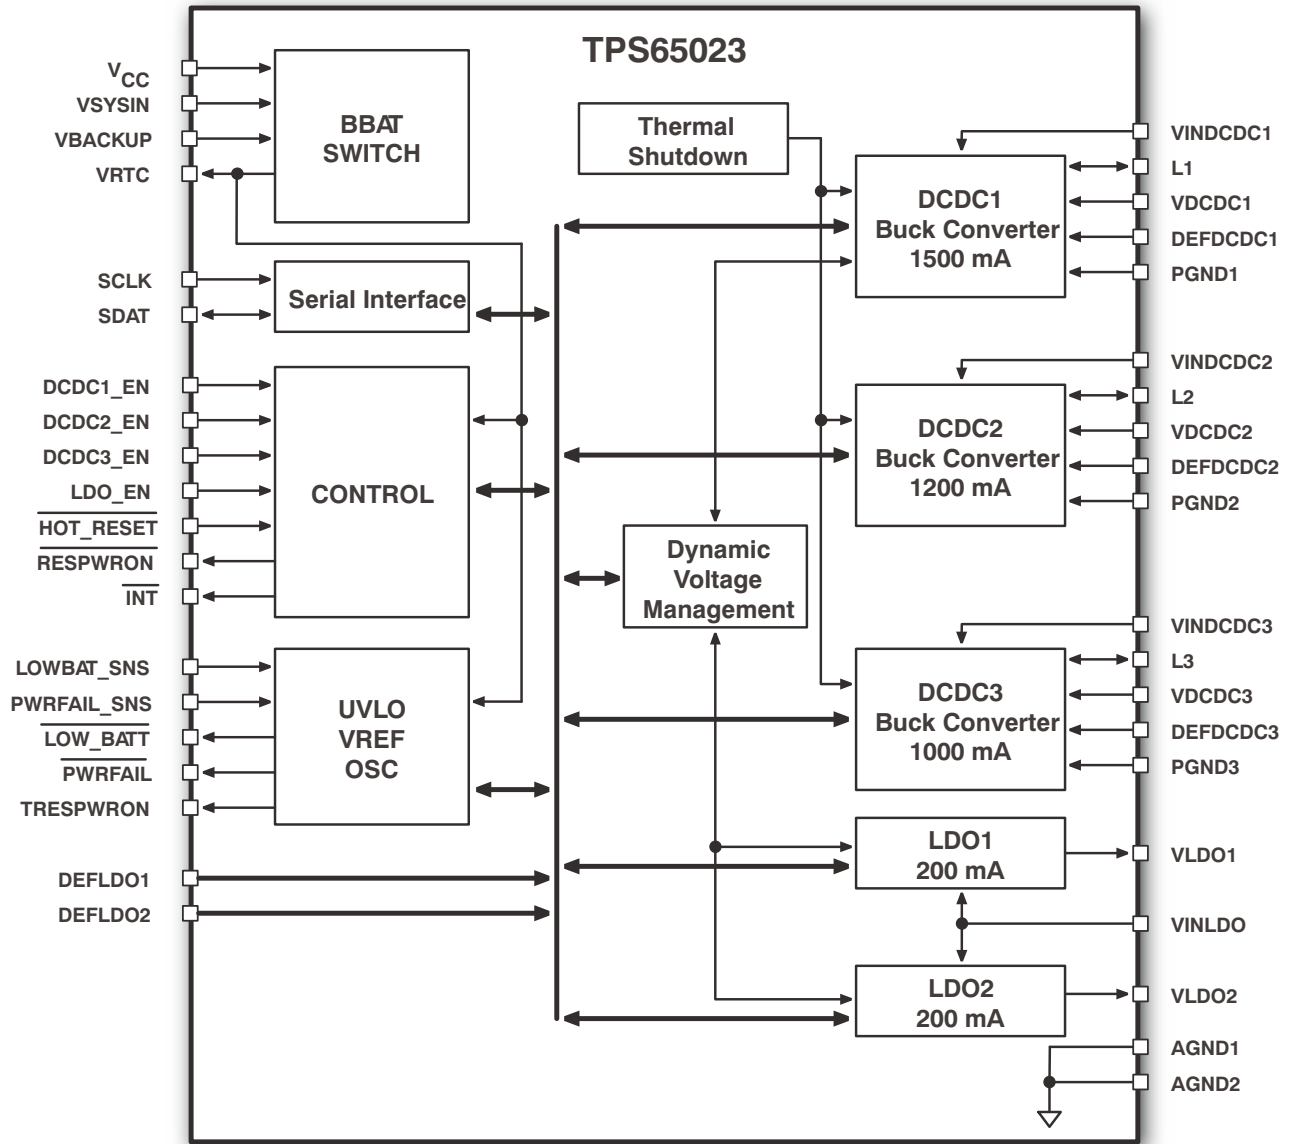 TPS65023
VCC
VSYSIN
VBACKUP
VRTC
SCLK
SDAT
DCDC1_EN
DCDC2_EN
DCDC3_EN
LDO_EN
HOT_RESET
RESPWRON
INT
LOWBAT_SNS
PWRFAIL_SNS
LOW_BATT
PWRFAIL
TRESPWRON
DEFLDO1
DEFLDO2
BBAT
SWITCH
Serial Interface
CONTROL
UVLO
VREF
OSC
Thermal
Shutdown
Dynamic
Voltage
Management
DCDC1
Buck Converter
1500 mA
DCDC2
Buck Converter
1200 mA
DCDC3
Buck Converter
1000 mA
LDO1
200 mA
LDO2
200 mA
VINDCDC1
L1
VDCDC1
DEFDCDC1
PGND1
VINDCDC2
L2
VDCDC2
DEFDCDC2
PGND2
VINDCDC3
L3
VDCDC3
DEFDCDC3
PGND3
VLDO1
VINLDO
VLDO2
AGND1
AGND2